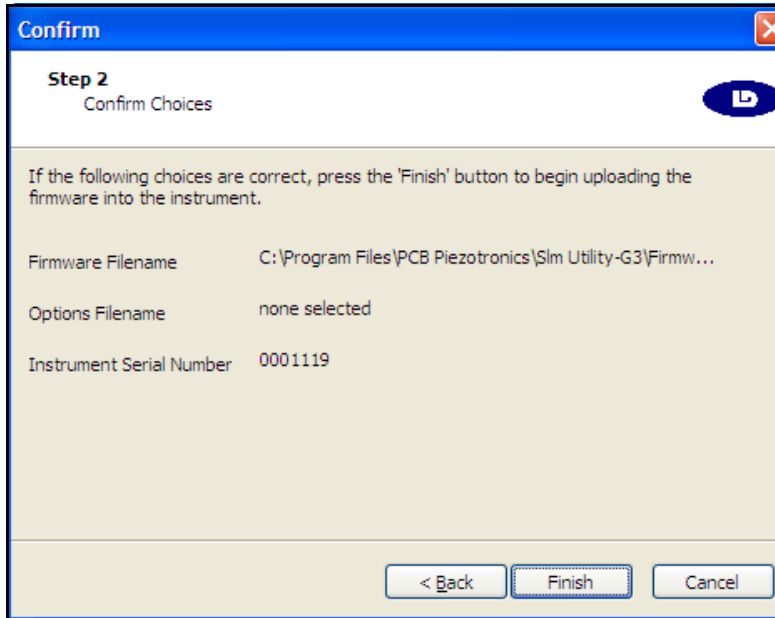 Confirm
Step 2
Confirm Choices
If the following choices are correct, press the 'Finish' button to begin uploading the
firmware into the instrument.
Firmware Filename C:\Program Files\PCB Piezotronics\Slm Utility-G3\Firmw...
Options Filename none selected
Instrument Serial Number 0001119
< Back Finish Cancel